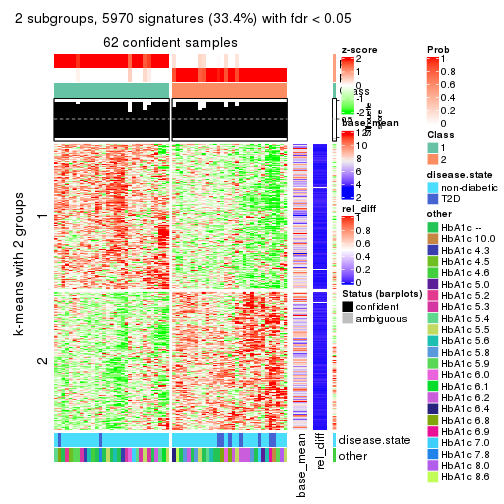 2 subgroups, 5970 signatures (33.4%) with fdr < 0.05
62 confident samples
k-means with 2 groups
1
2
z-score
2
1
0
-1
-2
base_mean
12
10
8
6
4
2
rel_diff
1
0.8
0.6
0.4
0.2
0
Status (barplots)
confident
ambiguous
Silhouette
score
base_mean
rel_diff
disease.state
other
Prob
1
0.8
0.6
0.4
0.2
0
Class
1
2
disease.state
non-diabetic
T2D
other
HbA1c --
HbA1c 10.0
HbA1c 4.3
HbA1c 4.5
HbA1c 4.6
HbA1c 5.0
HbA1c 5.2
HbA1c 5.3
HbA1c 5.4
HbA1c 5.5
HbA1c 5.6
HbA1c 5.8
HbA1c 5.9
HbA1c 6.0
HbA1c 6.1
HbA1c 6.2
HbA1c 6.4
HbA1c 6.8
HbA1c 6.9
HbA1c 7.0
HbA1c 7.8
HbA1c 8.0
HbA1c 8.6